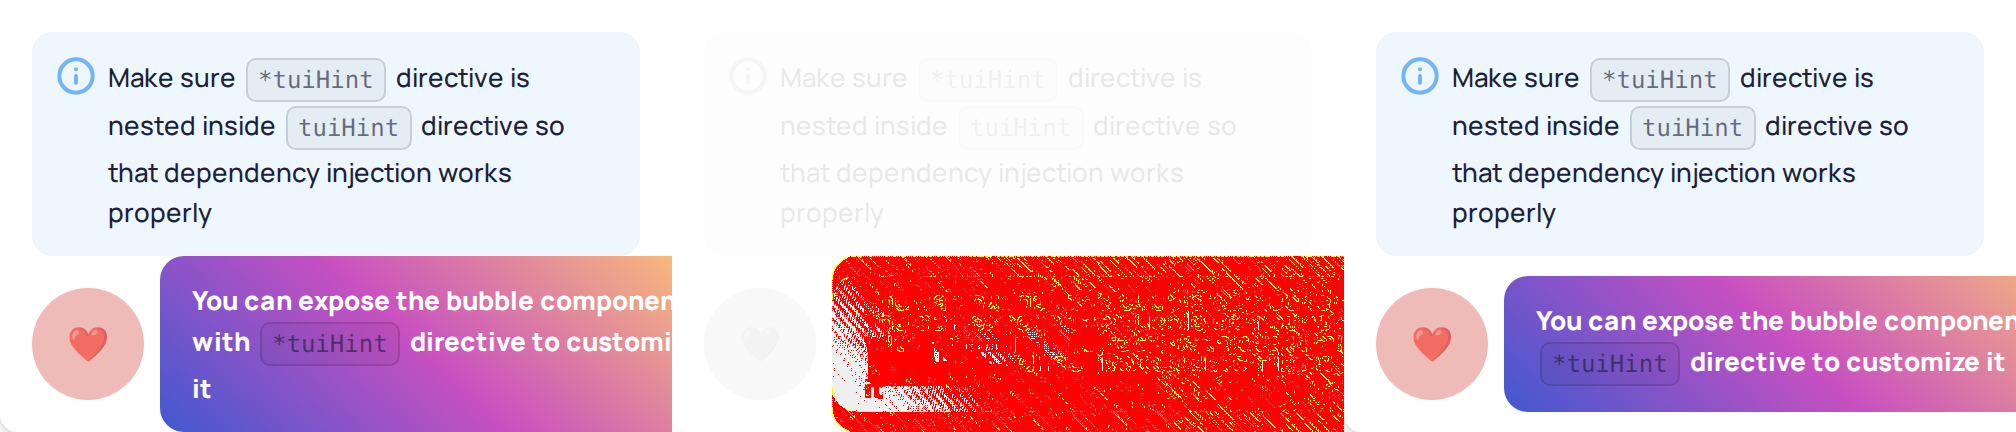 Make sure *tuiHint directive is
nested inside tuiHint directive so
that dependency injection works
properly
You can expose the bubble componen
with *tuiHint directive to customi
it
Make sure *tuiHint directive is
nested inside tuiHint directive so
that dependency injection works
properly
it
Make sure *tuiHint directive is
nested inside tuiHint directive so
that dependency injection works
properly
You can expose the bubble componen
*tuiHint directive to customize it